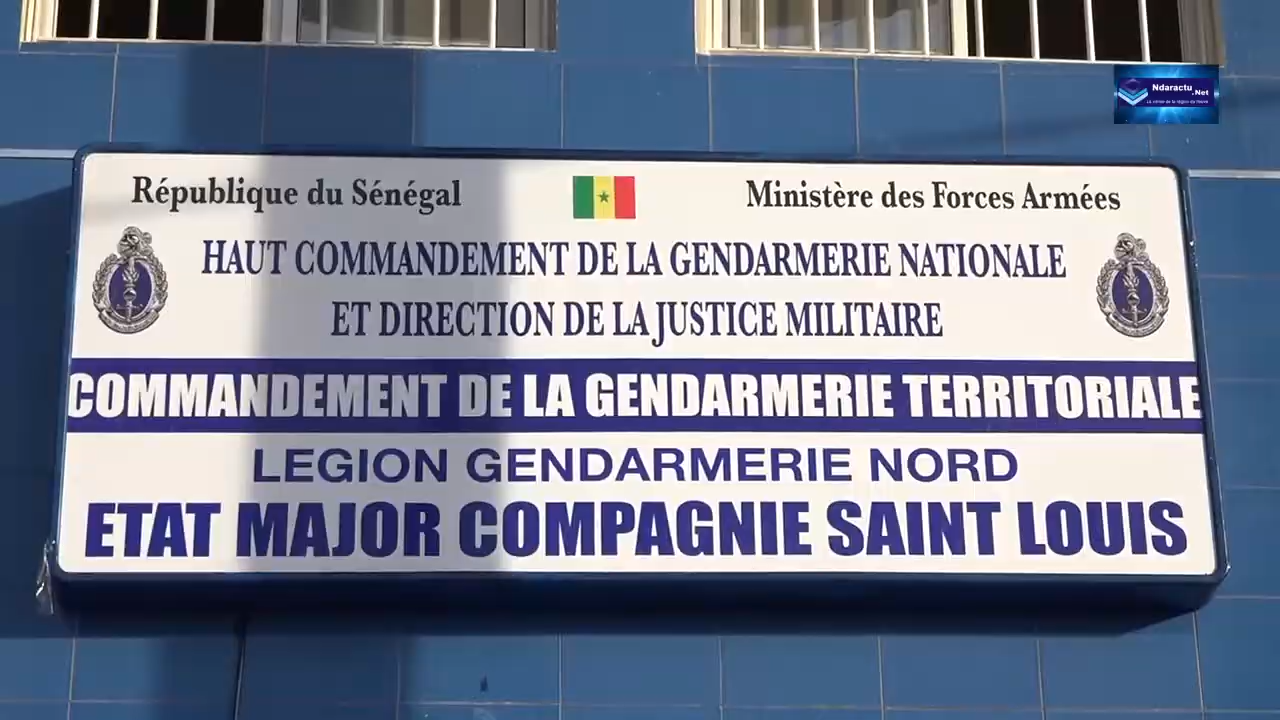 Ndaractu
.Net
République du Sénégal
Ministère des Forces Armées
HAUT COMMANDEMENT DE LA GENDARMERIE NATIONALE
ET DIRECTION DE LA JUSTICE MILITAIRE
COMMANDEMENT DE LA GENDARMERIE TERRITORIALE
LEGION GENDARMERIE NORD
ETAT MAJOR COMPAGNIE SAINT LOUIS